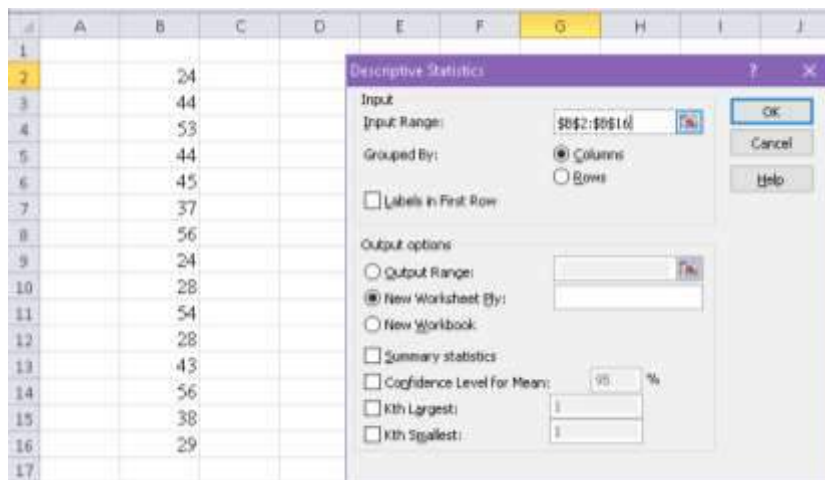 A B C D E F G H I J
1
2 24
3 44
4 53
5 44
6 45
7 37
8 56
9 24
10 28
11 54
12 28
13 43
14 56
15 38
16 29
17
Descriptive Statistics ? ×
Input
Input Range: $B$2:$B$16
Grouped By: Columns
Rows
Labels in First Row
OK
Cancel
Help
Output options
Output Range:
New Worksheet Ply:
New Workbook
Summary statistics
Confidence Level for Mean: 95 %
Kth Largest: 1
Kth Smallest: 1